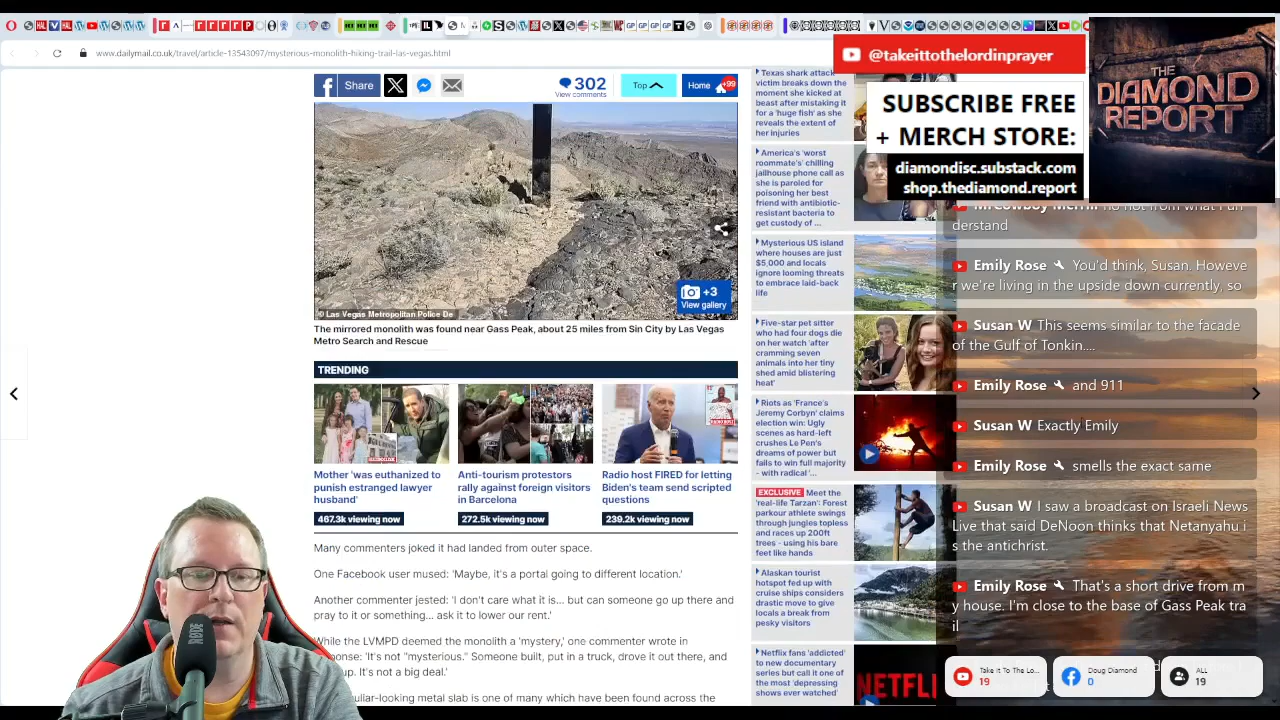 www.dailymail.co.uk/travel/article-13543097/mysterious-monolith-hiking-trail-las-vegas.html
@takeittothelordinprayer
SUBSCRIBE FREE
+ MERCH STORE:
diamondisc.substack.com
shop.thediamond.report
THE
DIAMOND
REPORT
Share
302
View comments
Top
Home
+99
+3
View gallery
© Las Vegas Metropolitan Police De
The mirrored monolith was found near Gass Peak, about 25 miles from Sin City by Las Vegas
Metro Search and Rescue
TRENDING
Mother 'was euthanized to
punish estranged lawyer
husband'
467.3k viewing now
Anti-tourism protestors
rally against foreign visitors
in Barcelona
272.5k viewing now
Radio host FIRED for letting
Biden's team send scripted
questions
239.2k viewing now
Many commenters joked it had landed from outer space.
One Facebook user mused: 'Maybe, it's a portal going to different location.'
Another commenter jested: 'I don't care what it is... but can someone go up there and
pray to it or something... ask it to lower our rent.'
While the LVMPD deemed the monolith a 'mystery,' one commenter wrote in
: 'It's not "mysterious." Someone built, put in a truck, drove it out there, and
up. It's not a big deal.'
-looking metal slab is one of many which have been found across the
Texas shark attack
victim breaks down the
moment she kicked at
beast after mistaking it
for a 'huge fish' as she
reveals the extent of
her injuries
America's 'worst
roommate's' chilling
jailhouse phone call as
she is paroled for
poisoning her best
friend with antibiotic-
resistant bacteria to
get custody of ...
Mysterious US island
where houses are just
$5,000 and locals
ignore looming threats
to embrace laid-back
life
Five-star pet sitter
who had four dogs die
on her watch 'after
cramming seven
animals into her tiny
shed amid blistering
heat'
Riots as 'France's
Jeremy Corbyn' claims
election win: Ugly
scenes as hard-left
crushes Le Pen's
dreams of power but
fails to win full majority
- with radical '...
EXCLUSIVE Meet the
'real-life Tarzan': Forest
parkour athlete swings
through jungles topless
and races up 200ft
trees - using his bare
feet like hands
Alaskan tourist
hotspot fed up with
cruise ships considers
drastic move to give
locals a break from
pesky visitors
Netflix fans 'addicted'
to new documentary
series but call it one of
the most 'depressing
shows ever watched'
NETFLI
McCowboy Merrill no not from what I un
derstand
Emily Rose You'd think, Susan. Howeve
r we're living in the upside down currently, so
Susan W This seems similar to the facade
of the Gulf of Tonkin....
Emily Rose and 911
Susan W Exactly Emily
Emily Rose smells the exact same
Susan W I saw a broadcast on Israeli News
Live that said DeNoon thinks that Netanyahu i
s the antichrist.
Emily Rose That's a short drive from m
y house. I'm close to the base of Gass Peak tra
il
Take It To The Lo...
19
Doug Diamond
0
ALL
19